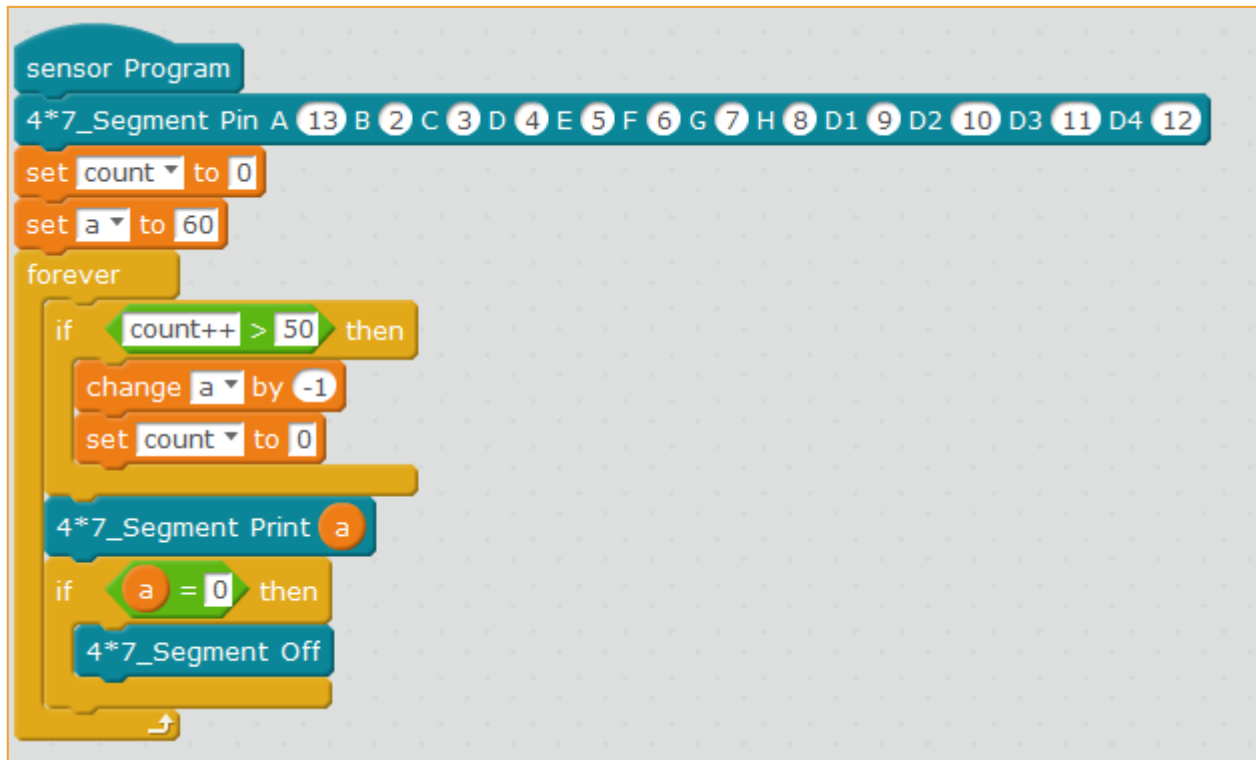 sensor Program
4*7_Segment Pin A 13 B 2 C 3 D 4 E 5 F 6 G 7 H 8 D1 9 D2 10 D3 11 D4 12
set count to 0
set a to 60
forever
if count++ > 50 then
change a by -1
set count to 0
4*7_Segment Print a
if a = 0 then
4*7_Segment Off